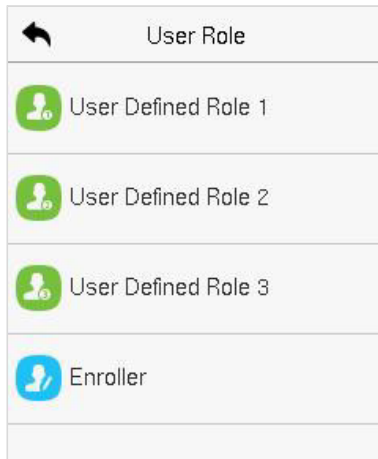 User Role
User Defined Role 1
User Defined Role 2
User Defined Role 3
Enroller